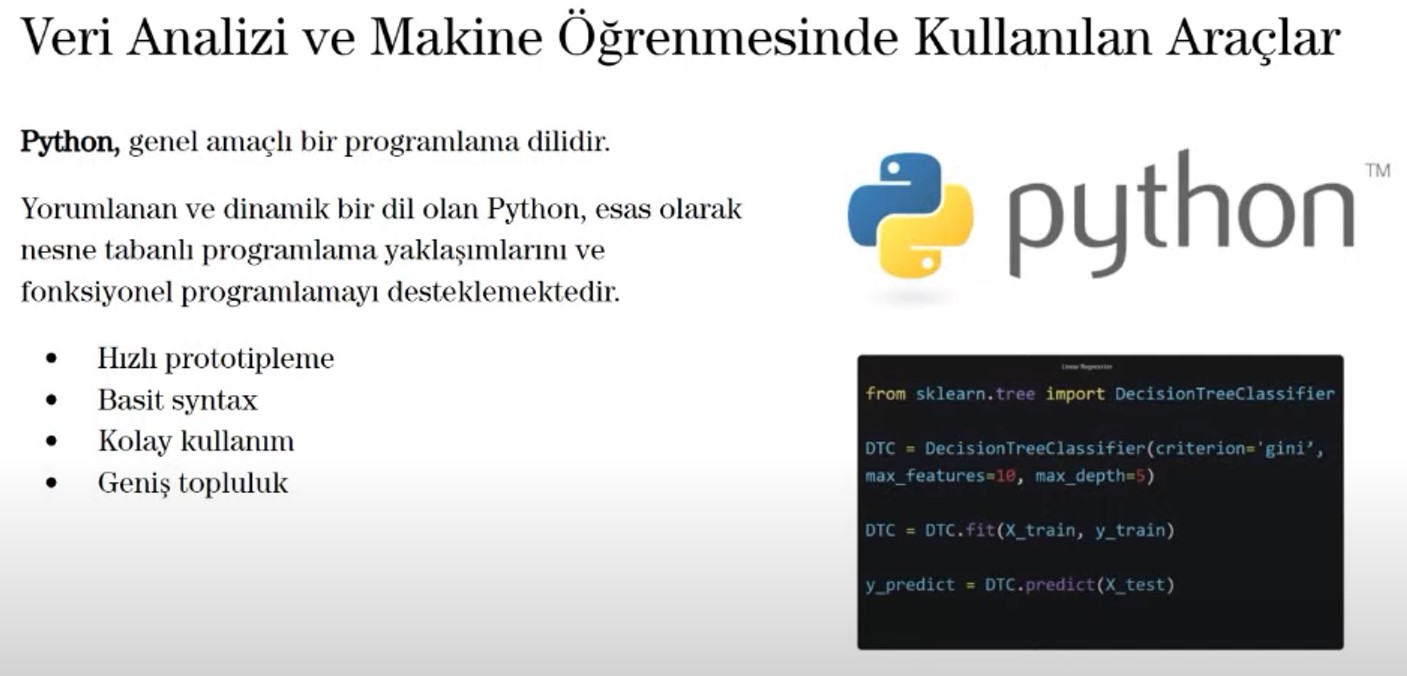 Veri Analizi ve Makine Öğrenmesinde Kullanılan Araçlar
Python, genel amaçlı bir programlama dilidir.
Yorumlanan ve dinamik bir dil olan Python, esas olarak
nesne tabanlı programlama yaklaşımlarını ve
fonksiyonel programlamayı desteklemektedir.
• Hızlı prototipleme
• Basit syntax
• Kolay kullanım
• Geniş topluluk
python TM
Linear Regression
from sklearn.tree import DecisionTreeClassifier
DTC = DecisionTreeClassifier(criterion='gini’,
max_features=10, max_depth=5)
DTC = DTC.fit(X_train, y_train)
y_predict = DTC.predict(X_test)